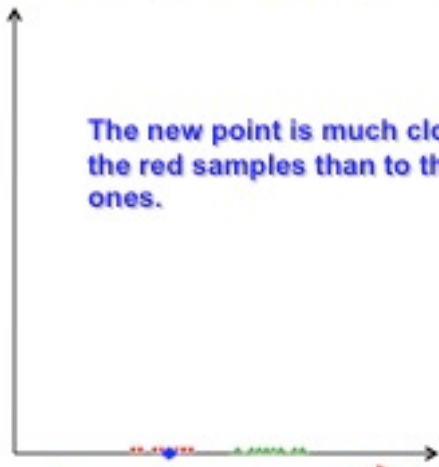 The new point is much clo
the red samples than to th
ones.